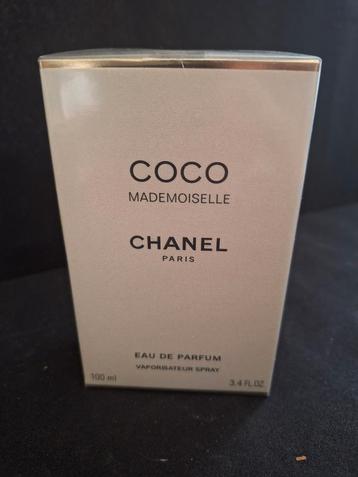 COCO
MADEMOISELLE
CHANEL
PARIS
EAU DE PARFUM
VAPORISATEUR SPRAY
100 ml
3.4 FL.OZ